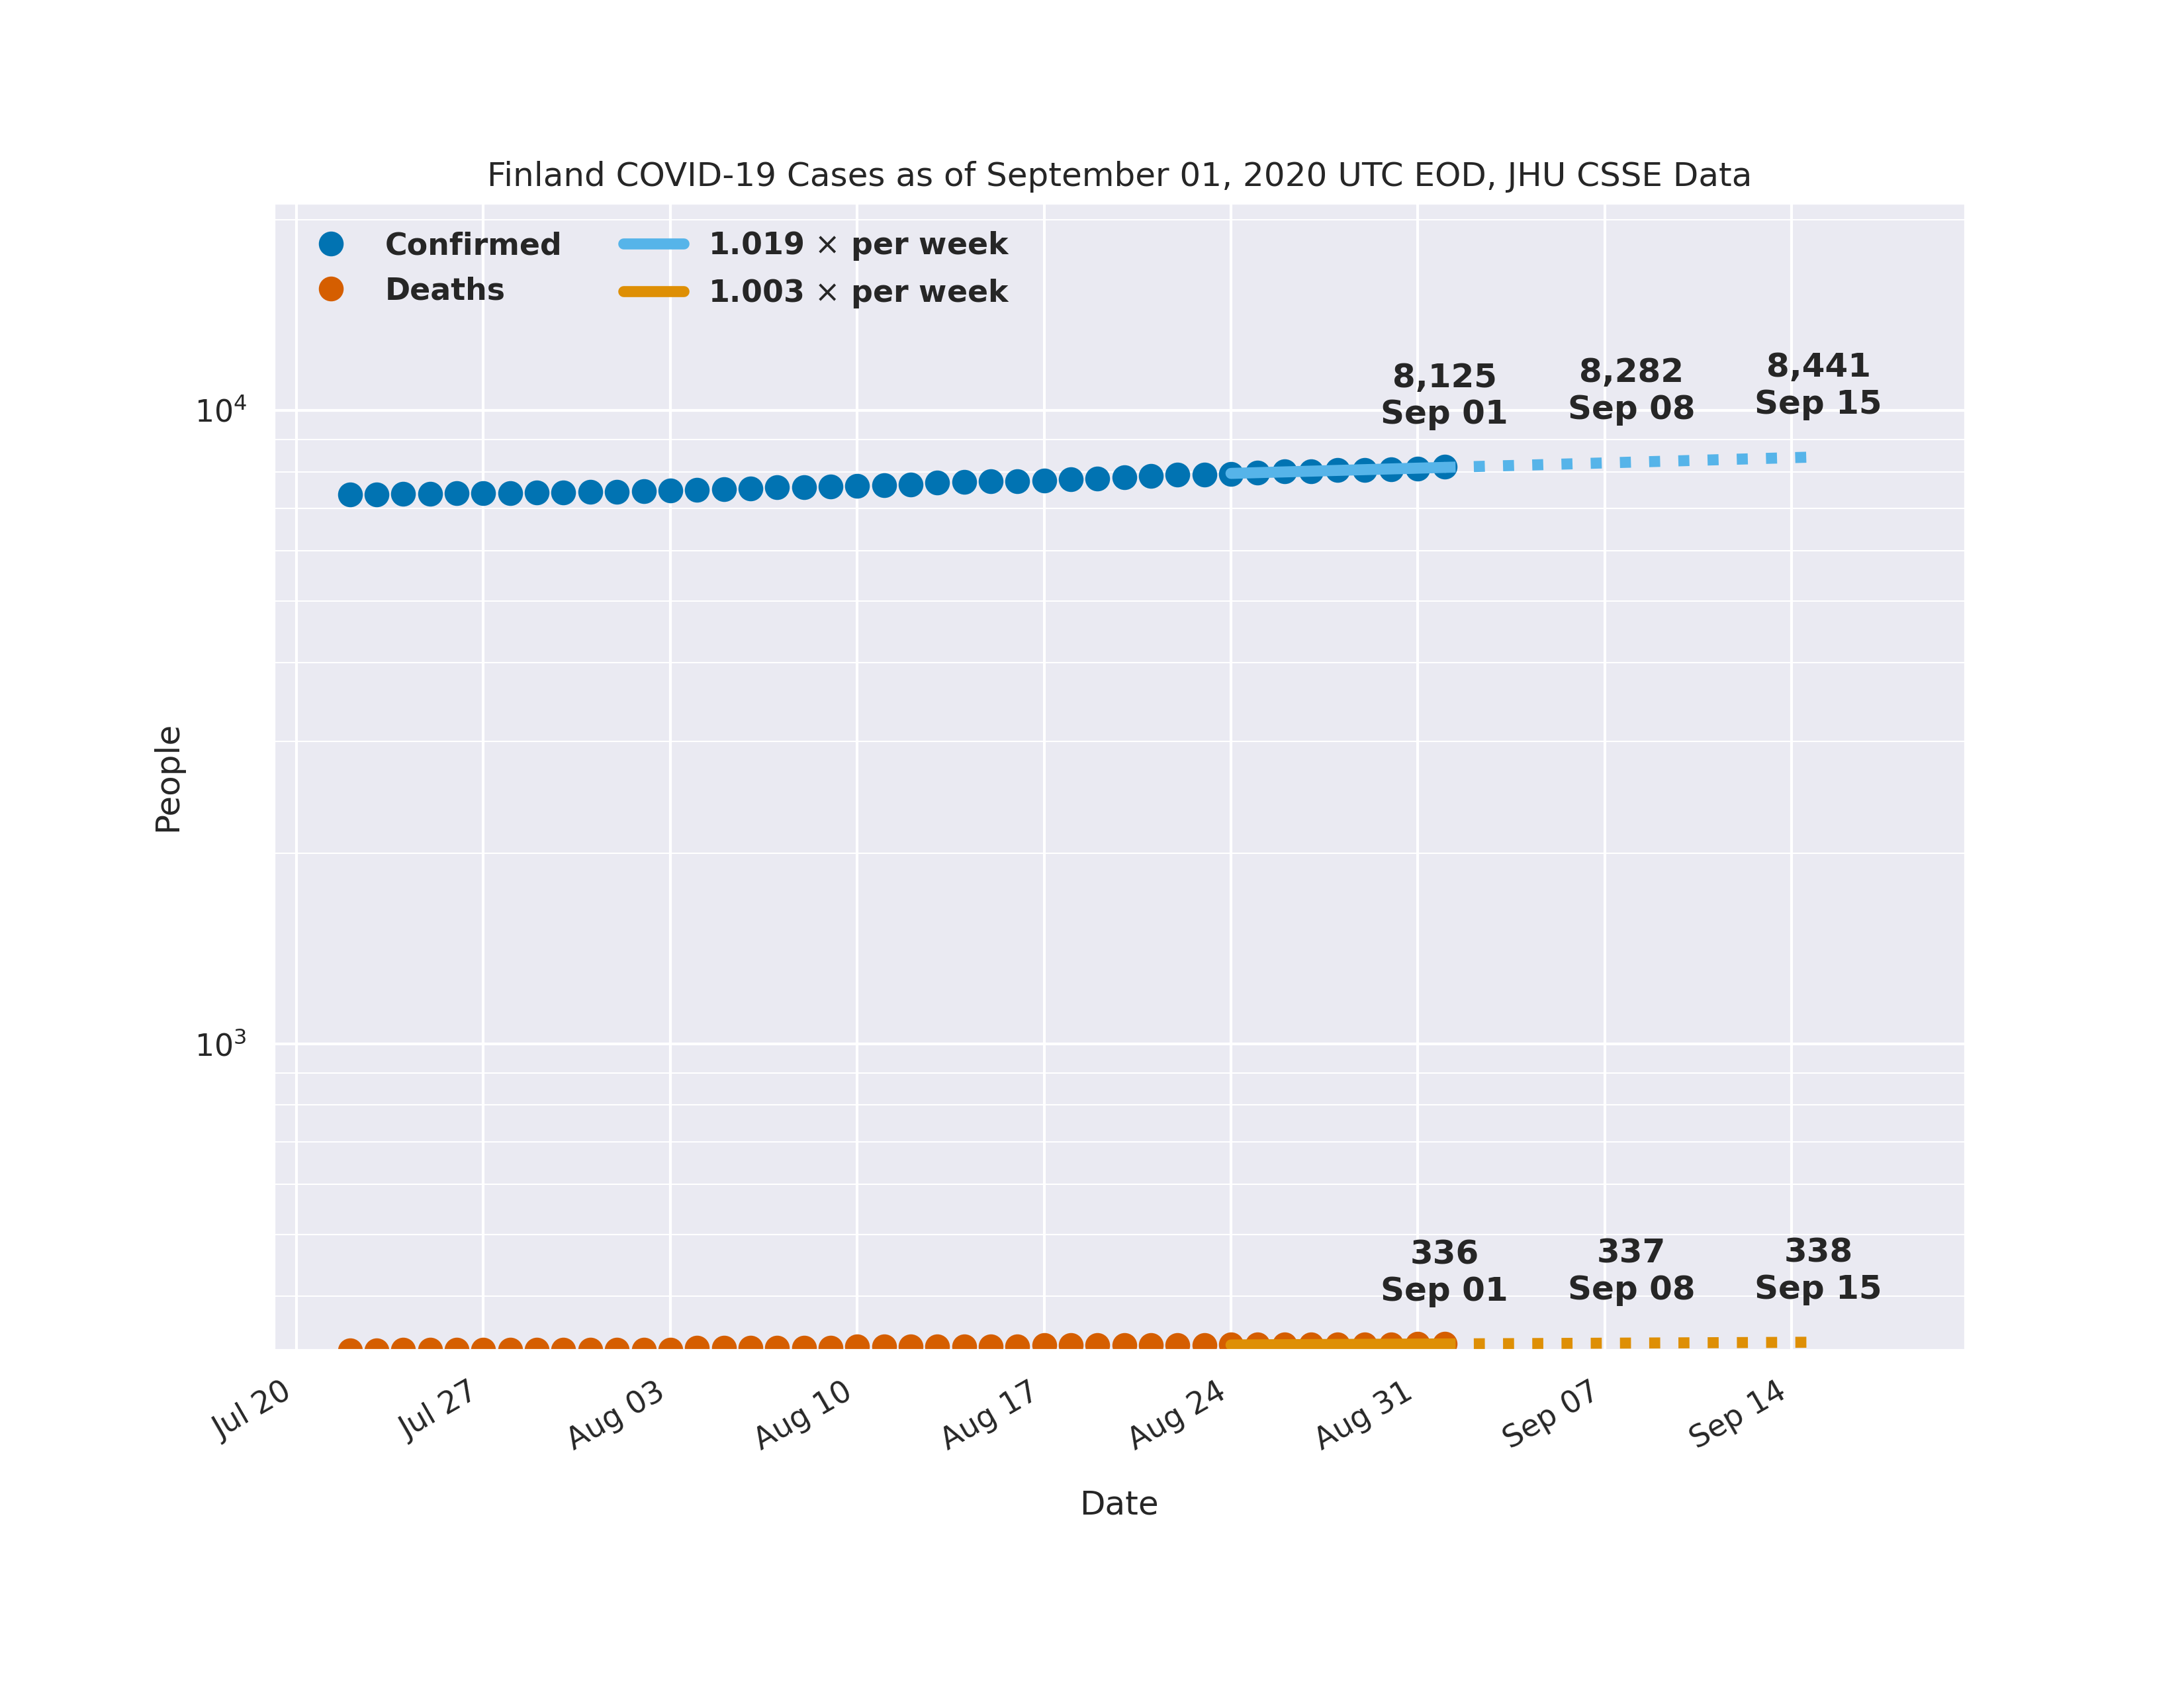 Finland COVID-19 Cases as of September 01, 2020 UTC EOD, JHU CSSE Data
Confirmed
Deaths
1.019 × per week
1.003 × per week
8,125
Sep 01
8,282
Sep 08
8,441
Sep 15
10⁴
People
10³
336
Sep 01
337
Sep 08
338
Sep 15
Jul 20
Jul 27
Aug 03
Aug 10
Aug 17
Aug 24
Aug 31
Sep 07
Sep 14
Date